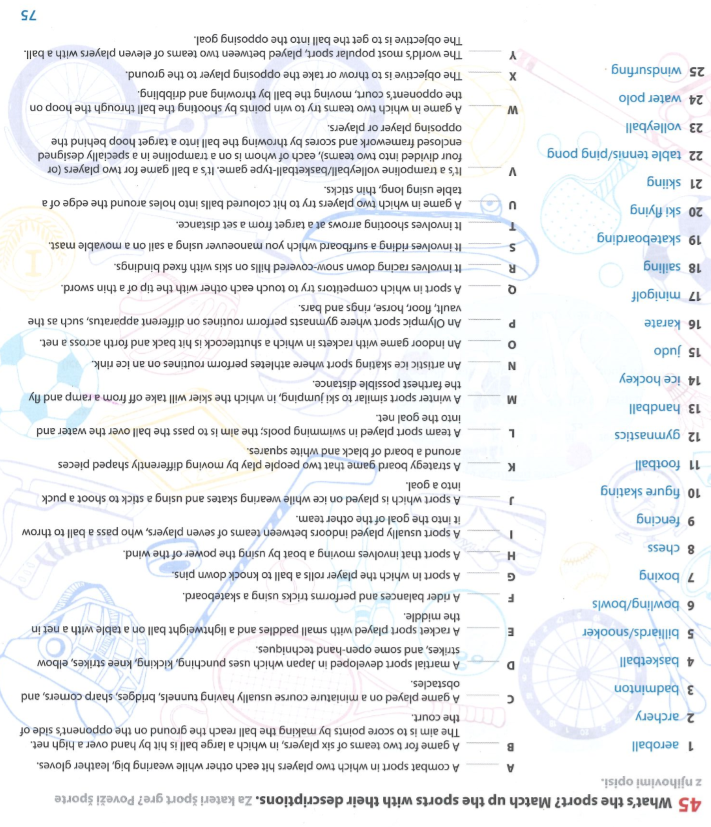 45 What's the sport? Match up the sports with their descriptions. Za kateri šport gre? Poveži športe
z njihovimi opisi.
1 aeroball
2 archery
3 badminton
4 basketball
5 billiards/snooker
6 bowling/bowls
7 boxing
8 chess
9 fencing
10 figure skating
11 football
12 gymnastics
13 handball
14 ice hockey
15 judo
16 karate
17 minigolf
18 sailing
19 skateboarding
20 ski flying
21 skiing
22 table tennis/ping pong
23 volleyball
24 water polo
25 windsurfing
A ______ A combat sport in which two players hit each other while wearing big, leather gloves.
B ______ A game for two teams of six players, in which a large ball is hit by hand over a high net.
The aim is to score points by making the ball reach the ground on the opponent's side of
the court.
C ______ A game played on a miniature course usually having tunnels, bridges, sharp corners, and
obstacles.
D ______ A martial sport developed in Japan which uses punching, kicking, knee strikes, elbow
strikes, and some open-hand techniques.
E ______ A racket sport played with small paddles and a lightweight ball on a table with a net in
the middle.
F ______ A rider balances and performs tricks using a skateboard.
G ______ A sport in which the player rolls a ball to knock down pins.
H ______ A sport that involves moving a boat by using the power of the wind.
I ______ A sport usually played indoors between teams of seven players, who pass a ball to throw
it into the goal of the other team.
J ______ A sport which is played on ice while wearing skates and using a stick to shoot a puck
into a goal.
K ______ A strategy board game that two people play by moving differently shaped pieces
around a board of black and white squares.
L ______ A team sport played in swimming pools; the aim is to pass the ball over the water and
into the goal net.
M ______ A winter sport similar to ski jumping, in which the skier will take off from a ramp and fly
the farthest possible distance.
N ______ An artistic ice skating sport where athletes perform routines on an ice rink.
O ______ An indoor game with rackets in which a shuttlecock is hit back and forth across a net.
P ______ An Olympic sport where gymnasts perform routines on different apparatus, such as the
vault, floor, horse, rings and bars.
Q ______ A sport in which competitors try to touch each other with the tip of a thin sword.
R ______ It involves racing down snow-covered hills on skis with fixed bindings.
S ______ It involves riding a surfboard which you manoeuver using a sail on a movable mast.
T ______ It involves shooting arrows at a target from a set distance.
U ______ A game in which two players try to hit coloured balls into holes around the edge of a
table using long, thin sticks.
V ______ It's a trampoline volleyball/basketball-type game. It's a ball game for two players (or
four divided into two teams), each of whom is on a trampoline in a specially designed
enclosed framework and scores by throwing the ball into a target hoop behind the
opposing player or players.
W ______ A game in which two teams try to win points by shooting the ball through the hoop on
the opponent's court, moving the ball by throwing and dribbling.
X ______ The objective is to throw or take the opposing player to the ground.
Y ______ The world's most popular sport, played between two teams of eleven players with a ball.
The objective is to get the ball into the opposing goal.
75